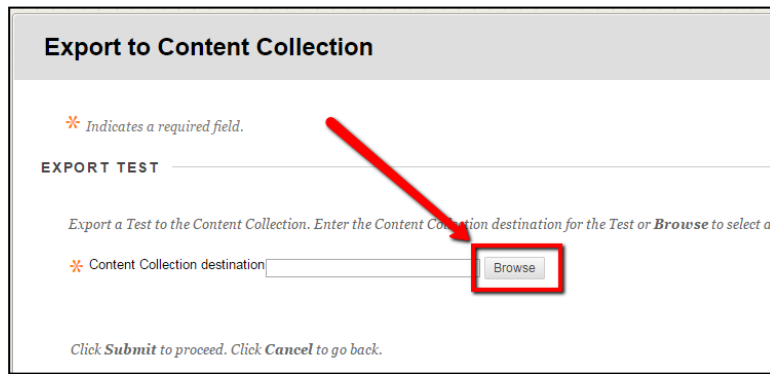 Export to Content Collection
* Indicates a required field.
EXPORT TEST
Export a Test to the Content Collection. Enter the Content Collection destination for the Test or Browse to select a
* Content Collection destination
Browse
Click Submit to proceed. Click Cancel to go back.